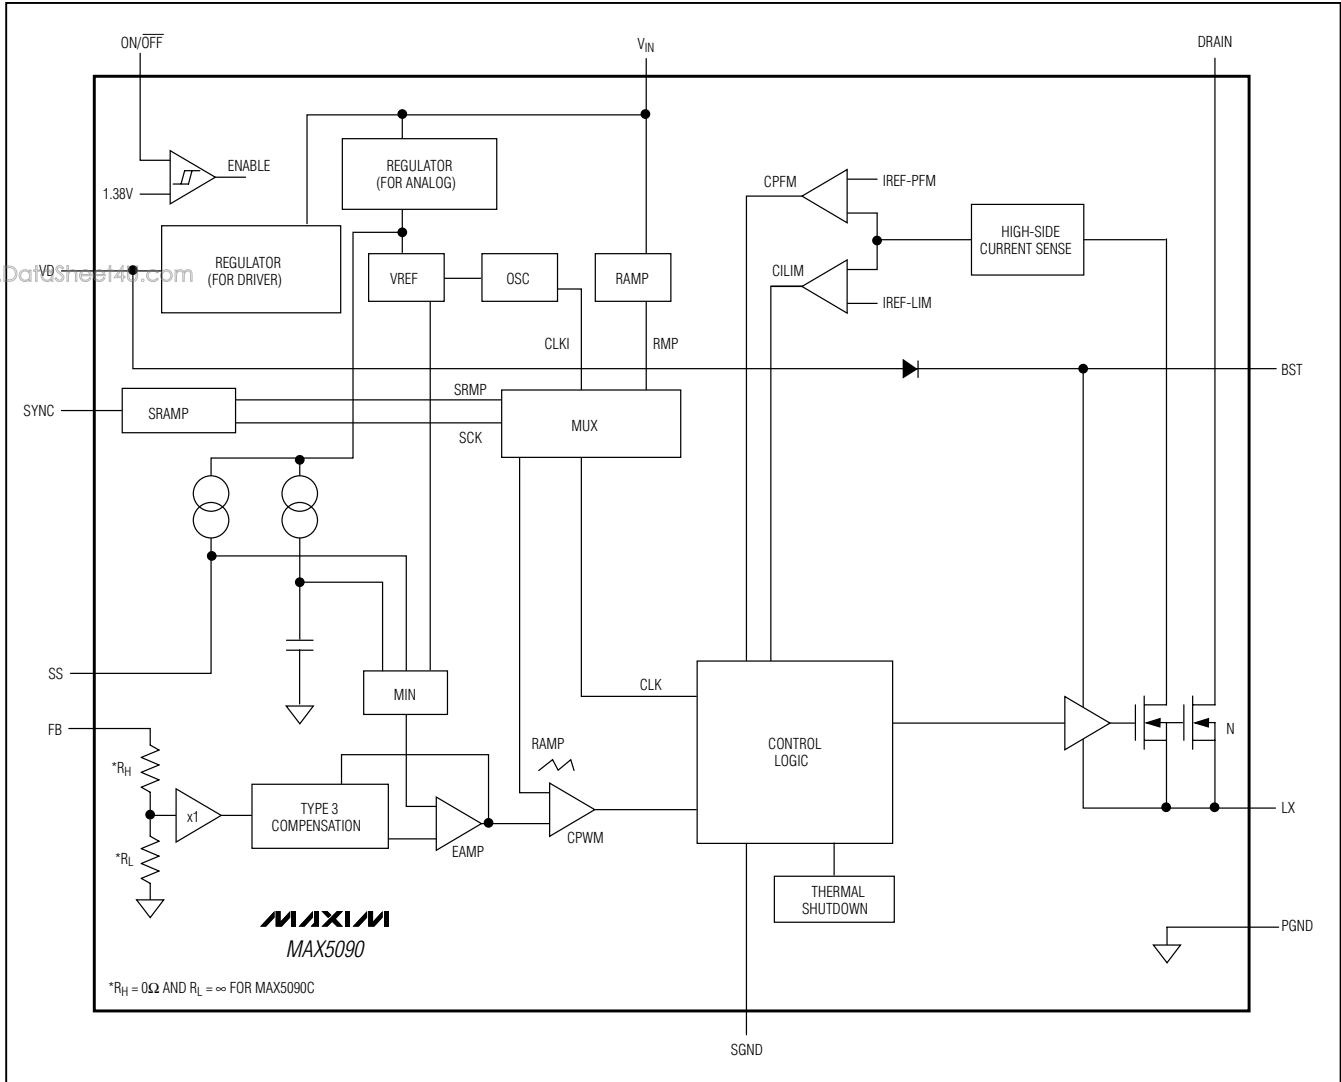 ON/OFF
VIN
DRAIN
ENABLE
1.38V
REGULATOR
(FOR ANALOG)
CPFM
IREF-PFM
HIGH-SIDE
CURRENT SENSE
VD
.DataSheet4U.com
REGULATOR
(FOR DRIVER)
VREF
OSC
RAMP
CILIM
IREF-LIM
CLKI
RMP
BST
SYNC
SRAMP
SRMP
SCK
MUX
SS
MIN
CLK
FB
*RH
x1
*RL
TYPE 3
COMPENSATION
EAMP
RAMP
CPWM
CONTROL
LOGIC
N
LX
THERMAL
SHUTDOWN
PGND
MAXIM
MAX5090
*RH = 0Ω AND RL = ∞ FOR MAX5090C
SGND